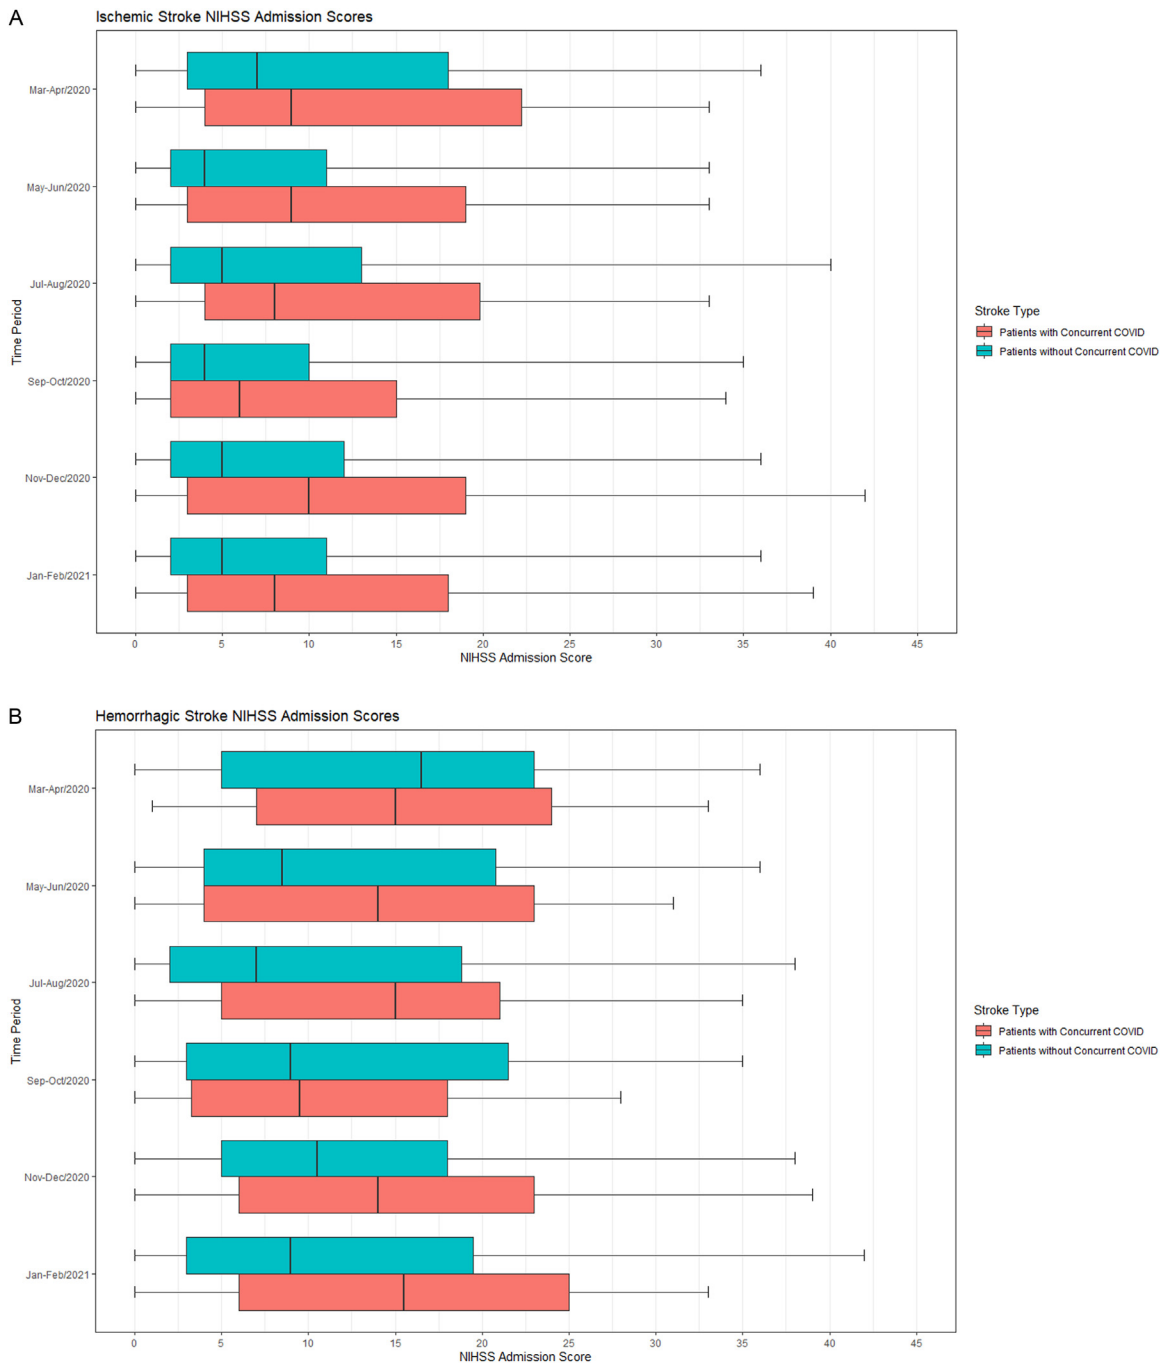 A
Ischemic Stroke NIHSS Admission Scores
Time Period
Mar-Apr/2020
May-Jun/2020
Jul-Aug/2020
Sep-Oct/2020
Nov-Dec/2020
Jan-Feb/2021
0 5 10 15 20 25 30 35 40 45
NIHSS Admission Score
Stroke Type
Patients with Concurrent COVID
Patients without Concurrent COVID
B
Hemorrhagic Stroke NIHSS Admission Scores
Time Period
Mar-Apr/2020
May-Jun/2020
Jul-Aug/2020
Sep-Oct/2020
Nov-Dec/2020
Jan-Feb/2021
0 5 10 15 20 25 30 35 40 45
NIHSS Admission Score
Stroke Type
Patients with Concurrent COVID
Patients without Concurrent COVID